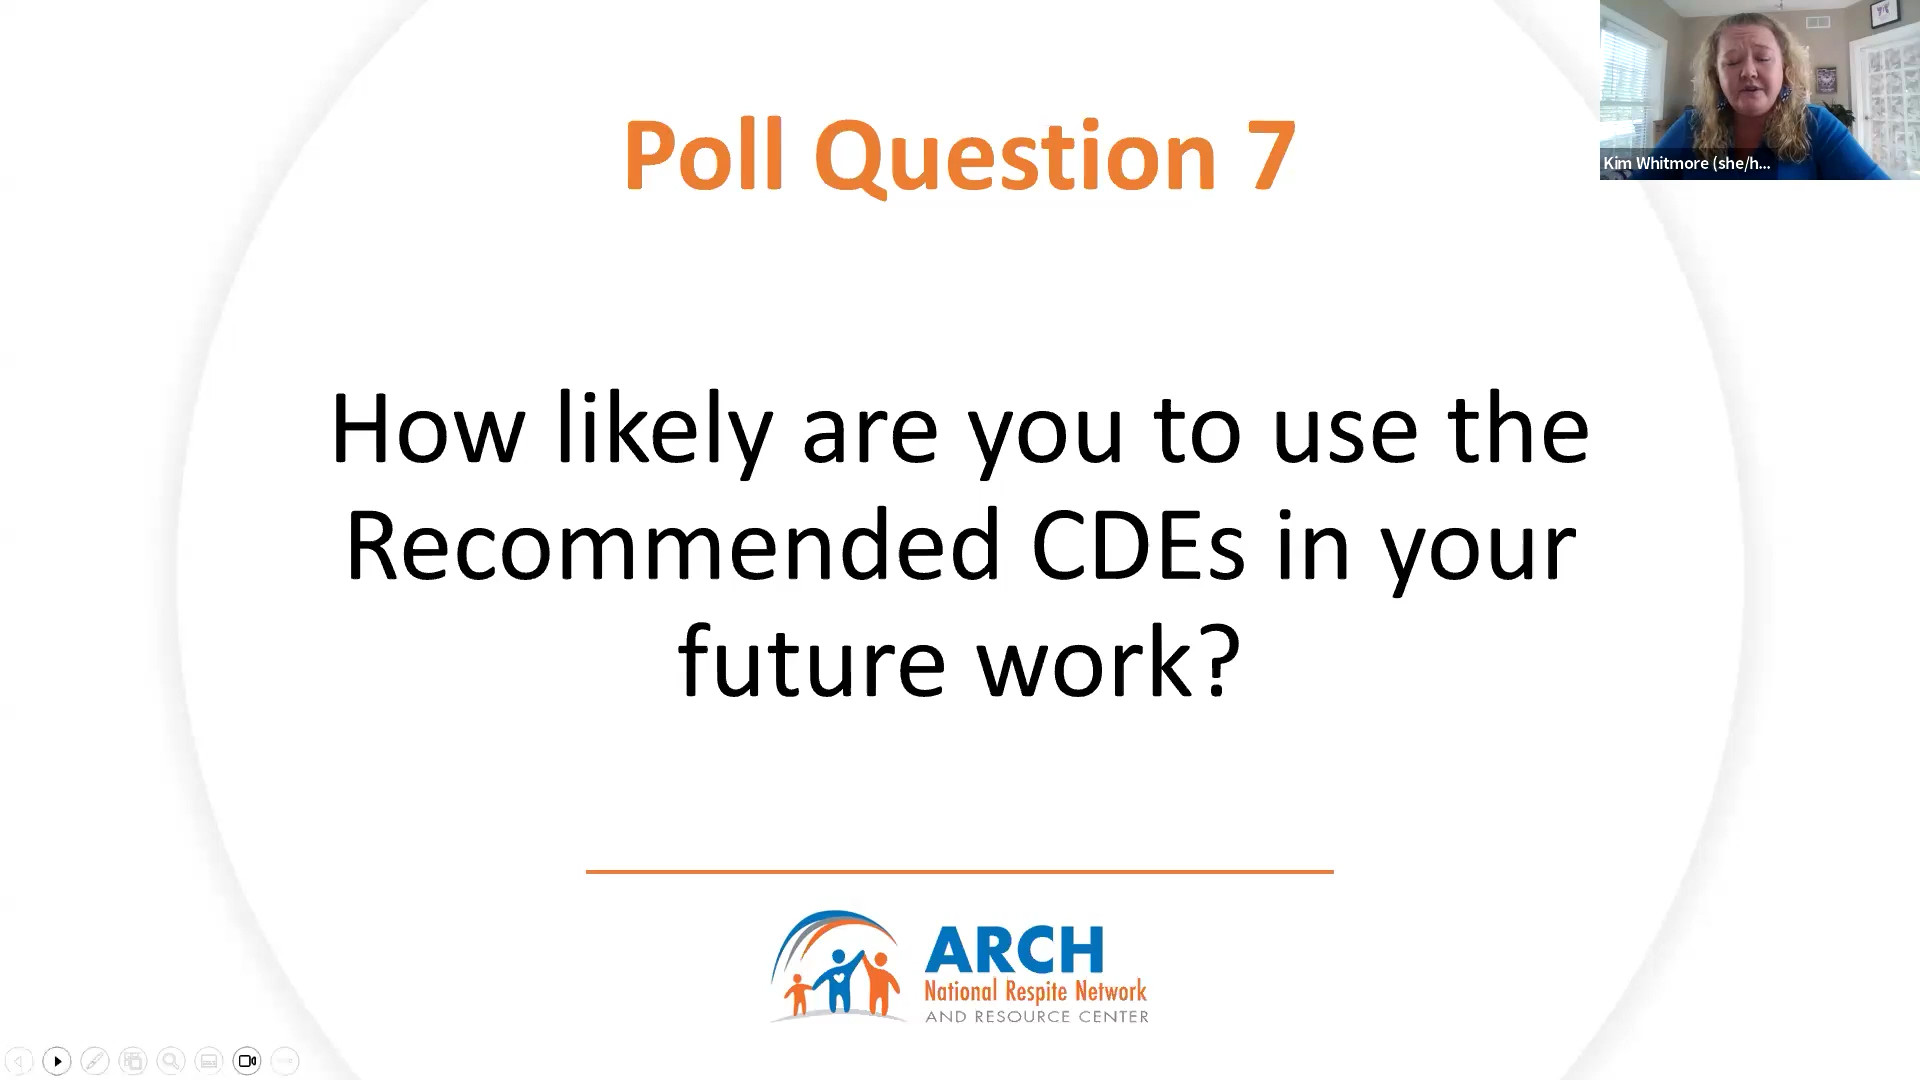 Poll Question 7
Kim Whitmore (she/h...
How likely are you to use the
Recommended CDEs in your
future work?
ARCH
National Respite Network
AND RESOURCE CENTER